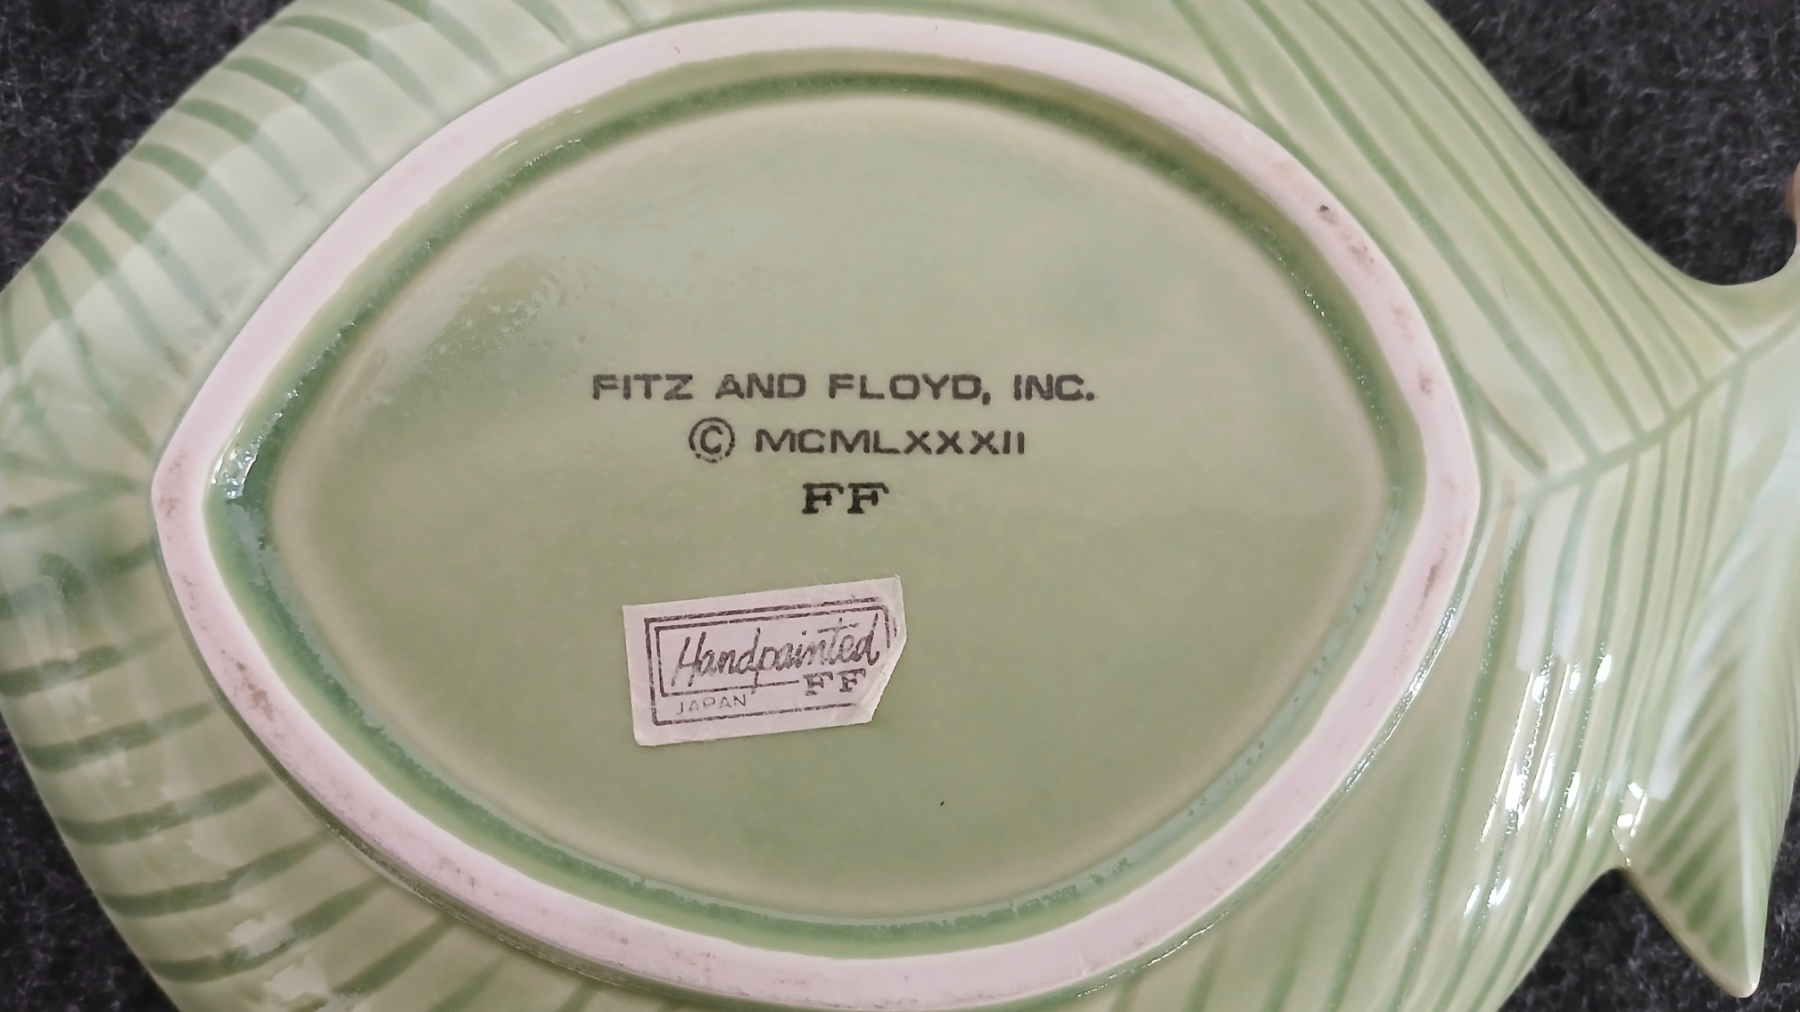 FITZ AND FLOYD, INC.
© MCMLXXXII
FF
Handpainted
FF
JAPAN